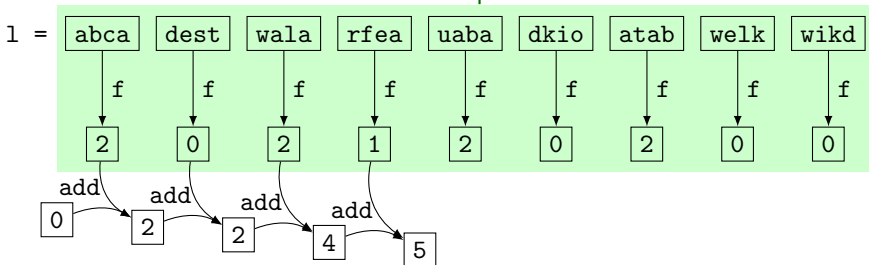 l = abca dest wala rfea uaba dkio atab welk wikd
f f f f f f f f f
2 0 2 1 2 0 2 0 0
add add add add
0 2 2 4 5